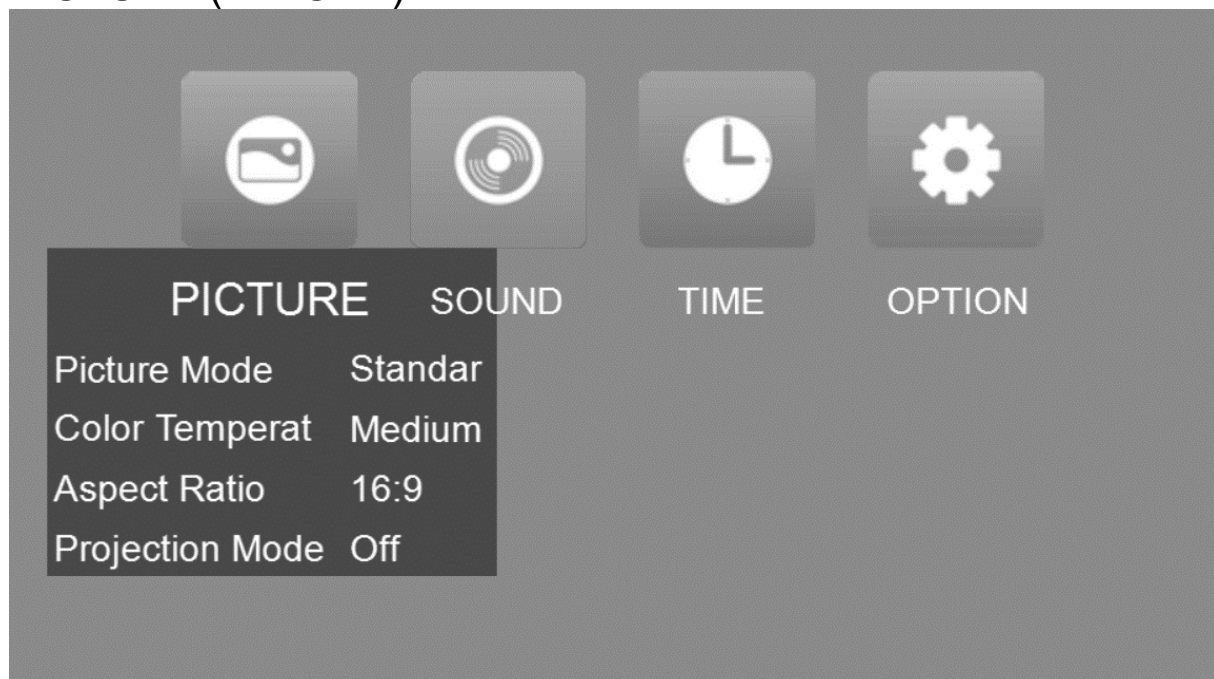 PICTURE SOUND TIME OPTION
Picture Mode Standar
Color Temperat Medium
Aspect Ratio 16:9
Projection Mode Off